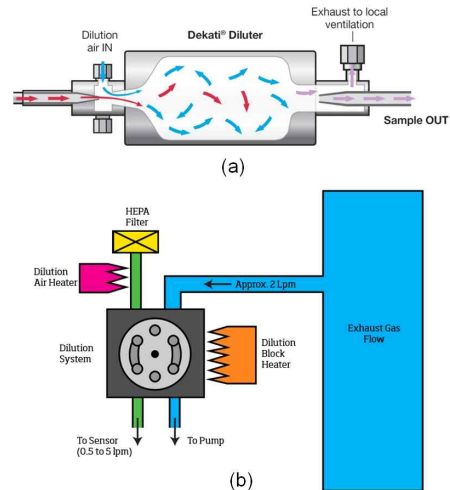 Dilution
air IN
Dekati® Diluter
Exhaust to local
ventilation
Sample OUT
(a)
HEPA
Filter
Dilution
Air Heater
Approx. 2 Lpm
Exhaust Gas
Flow
Dilution
System
Dilution
Block
Heater
To Sensor
(0.5 to 5 lpm)
To Pump
(b)